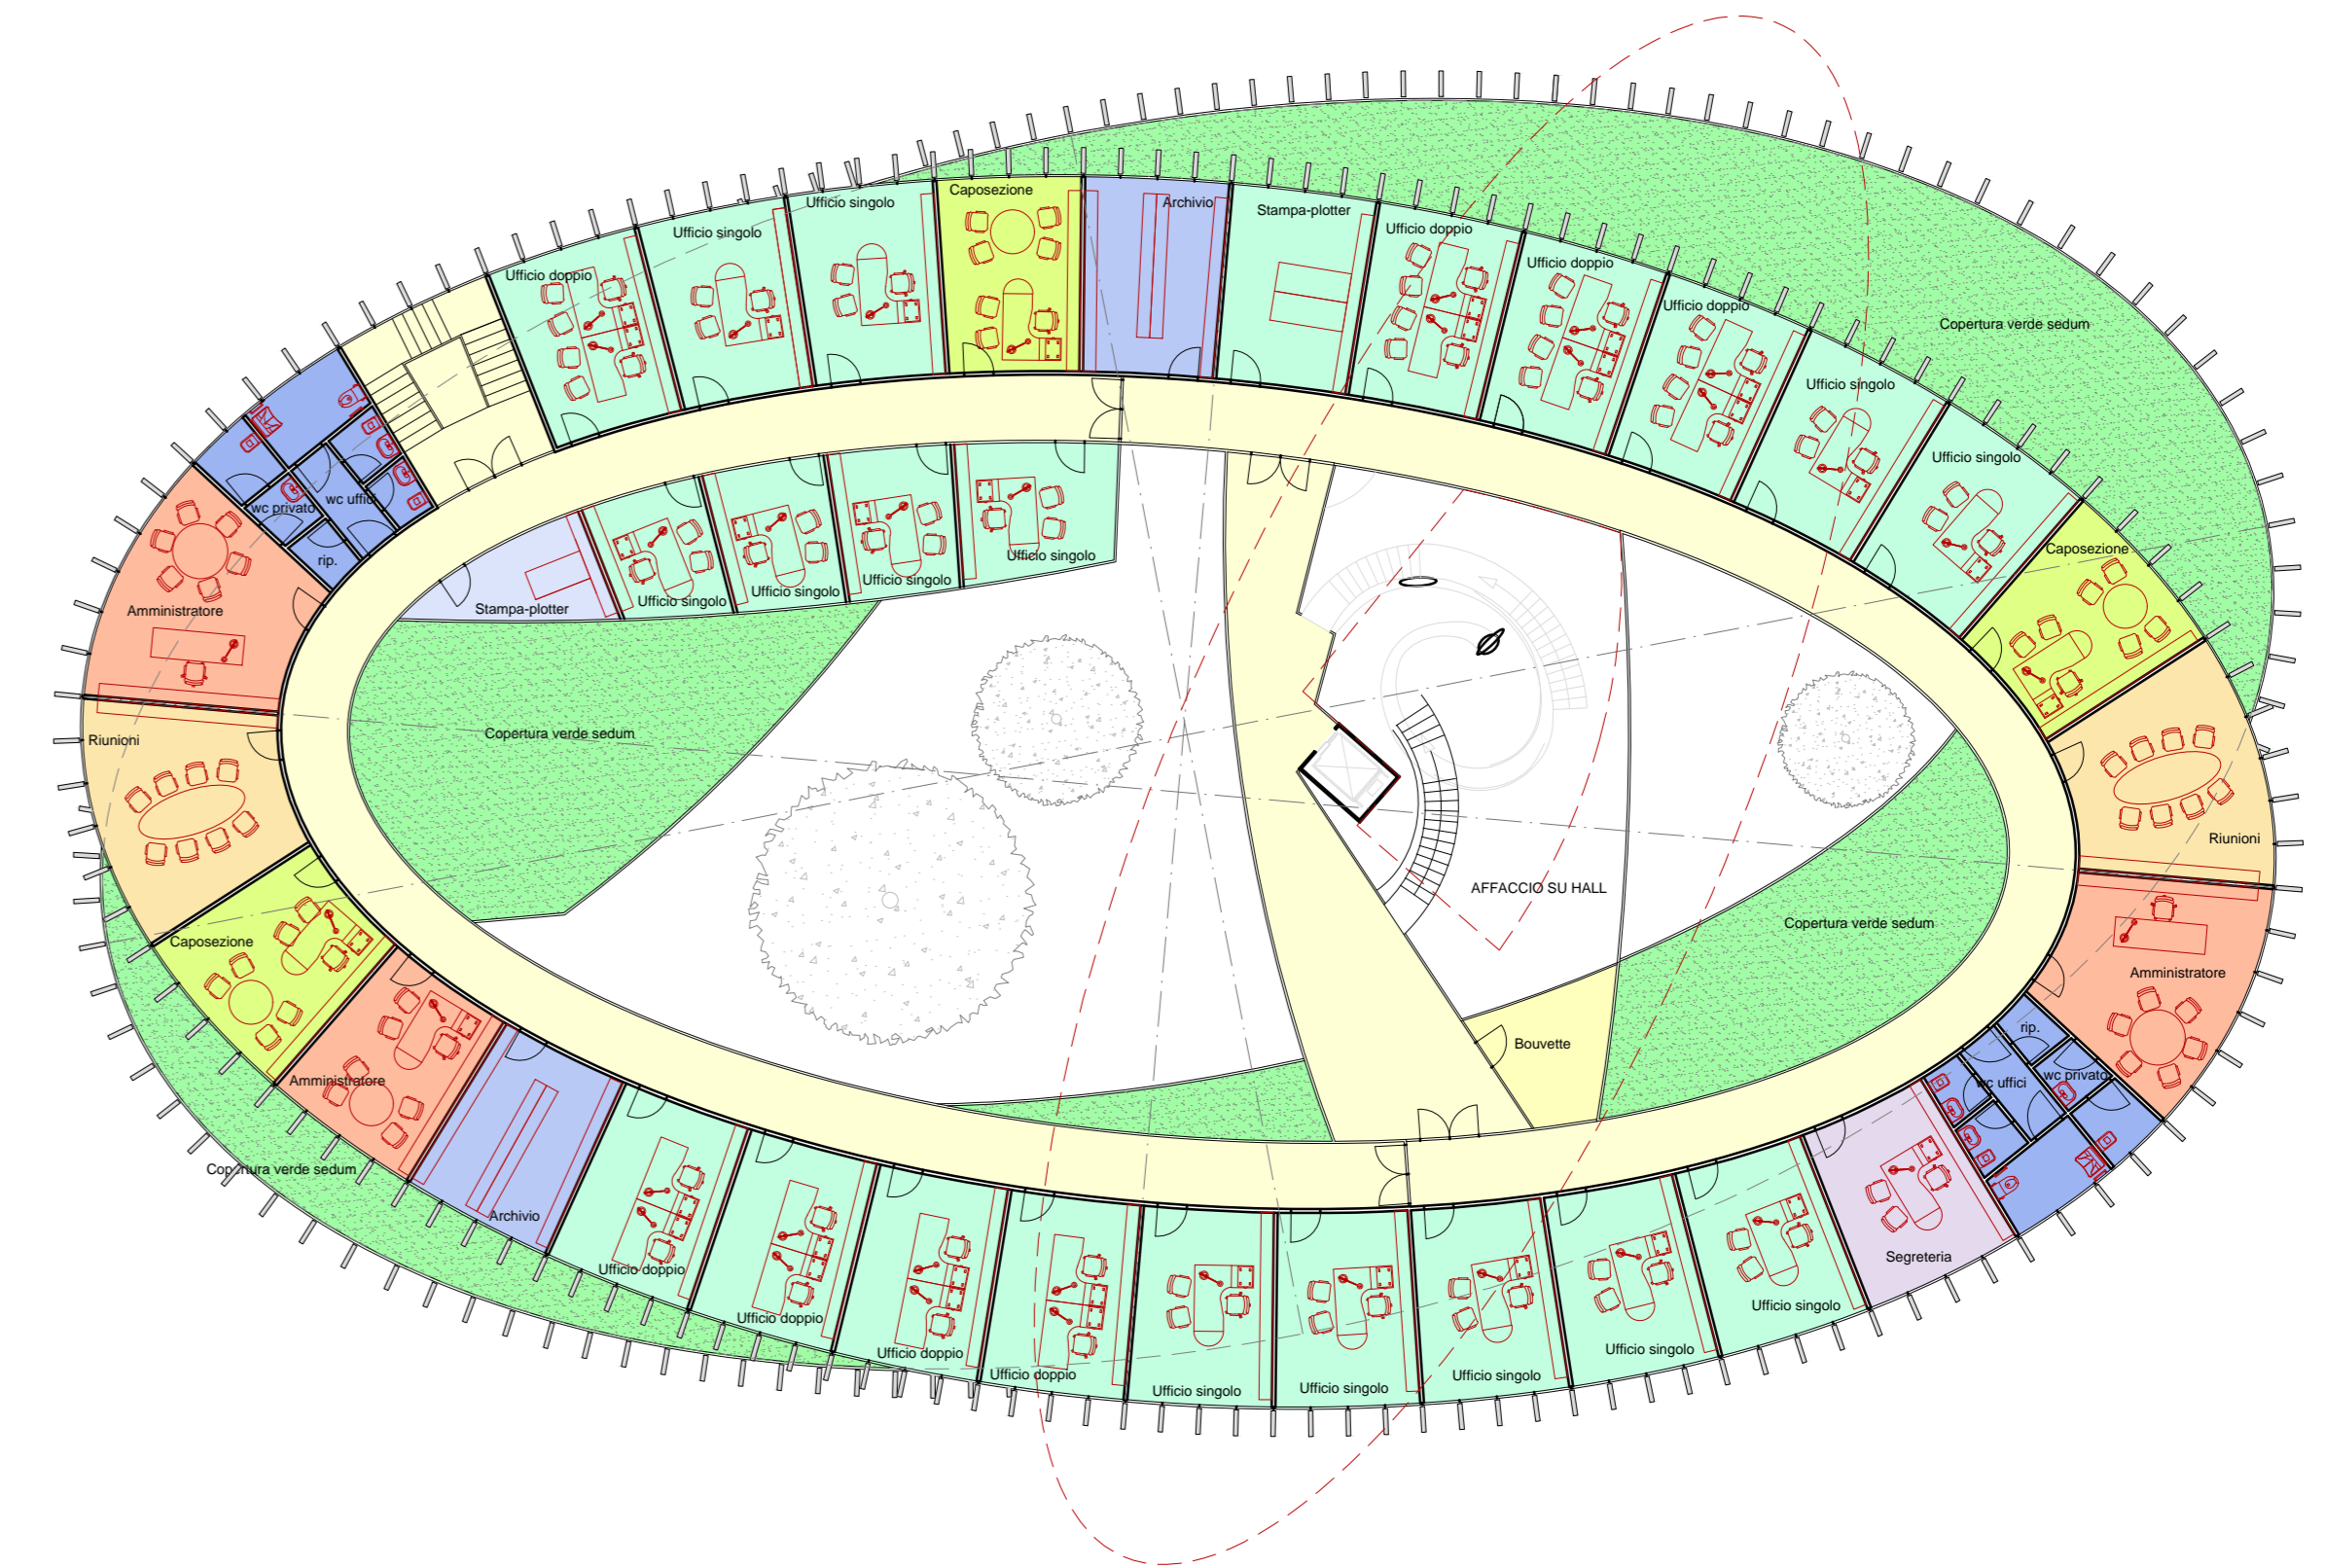 Caposezione
Ufficio singolo
Archivio
Stampa-plotter
Ufficio singolo
Ufficio doppio
Ufficio doppio
Ufficio doppio
Ufficio doppio
Copertura verde sedum
Ufficio singolo
Ufficio singolo
wc uffici
wc privato
rip.
Caposezione
Ufficio singolo
Ufficio singolo
Ufficio singolo
Ufficio singolo
Stampa-plotter
Amministratore
Copertura verde sedum
Riunioni
Riunioni
AFFACCIO SU HALL
Copertura verde sedum
Caposezione
Amministratore
rip.
Bouvette
wc privato
wc uffici
Amministratore
Copertura verde sedum
Archivio
Segreteria
Ufficio doppio
Ufficio singolo
Ufficio doppio
Ufficio singolo
Ufficio doppio
Ufficio doppio
Ufficio singolo
Ufficio singolo
Ufficio singolo